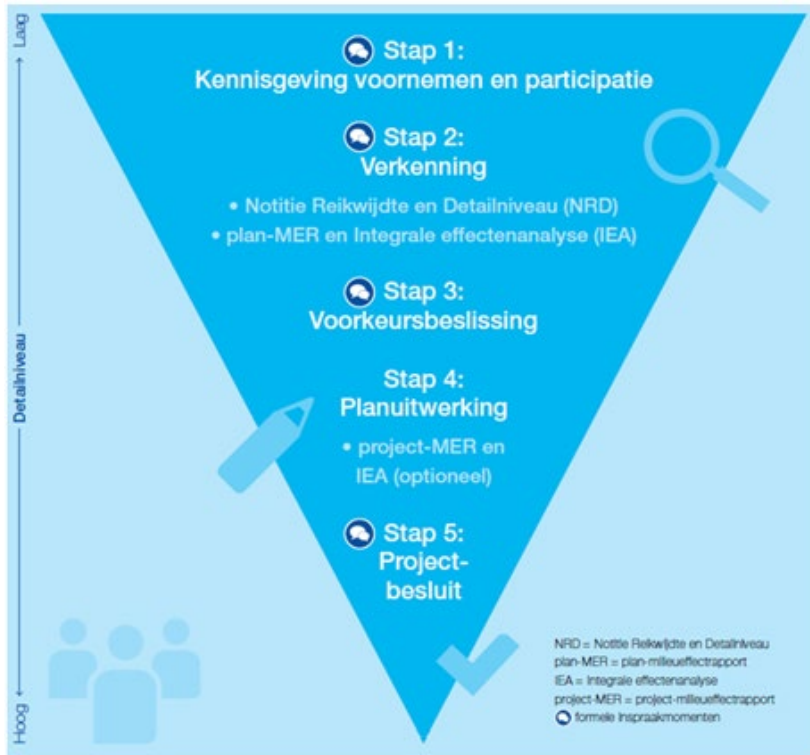 Laag
Detailniveau
Hoog
Stap 1:
Kennisgeving voornemen en participatie
Stap 2:
Verkenning
• Notitie Reikwijdte en Detailniveau (NRD)
• plan-MER en Integrale effectenanalyse (IEA)
Stap 3:
Voorkeursbeslissing
Stap 4:
Planuitwerking
• project-MER en
IEA (optioneel)
Stap 5:
Project-
besluit
NRD = Notitie Reikwijdte en Detailniveau
plan-MER = plan-milieueffectrapport
IEA = Integrale effectenanalyse
project-MER = project-milieueffectrapport
formele inspraakmomenten